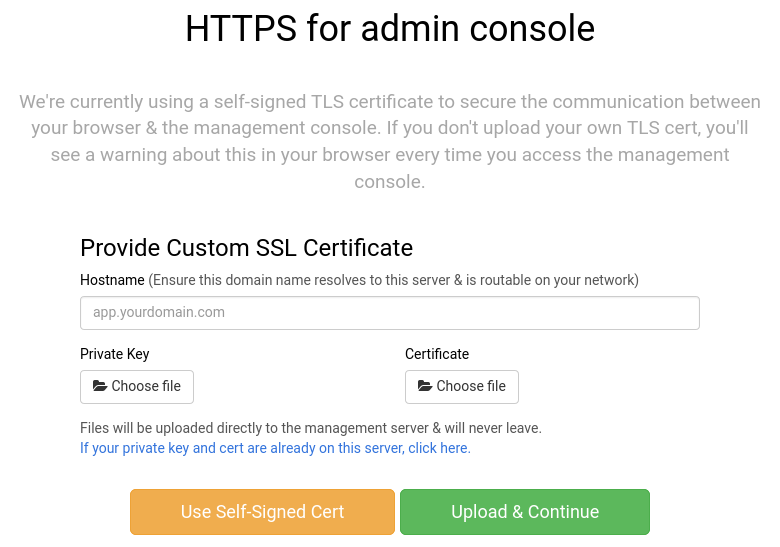 HTTPS for admin console
We're currently using a self-signed TLS certificate to secure the communication between
your browser & the management console. If you don't upload your own TLS cert, you'll
see a warning about this in your browser every time you access the management
console.
Provide Custom SSL Certificate
Hostname (Ensure this domain name resolves to this server & is routable on your network)
app.yourdomain.com
Private Key Certificate
Choose file Choose file
Files will be uploaded directly to the management server & will never leave.
If your private key and cert are already on this server, click here.
Use Self-Signed Cert Upload & Continue